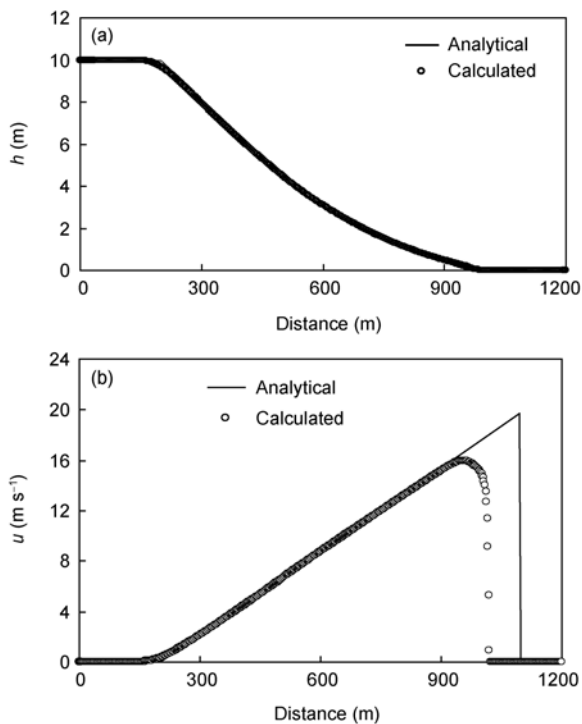 (a)
Analytical
Calculated
h (m)
12
10
8
6
4
2
0
0 300 600 900 1200
Distance (m)
(b)
Analytical
Calculated
u (m s⁻¹)
24
20
16
12
8
4
0
0 300 600 900 1200
Distance (m)